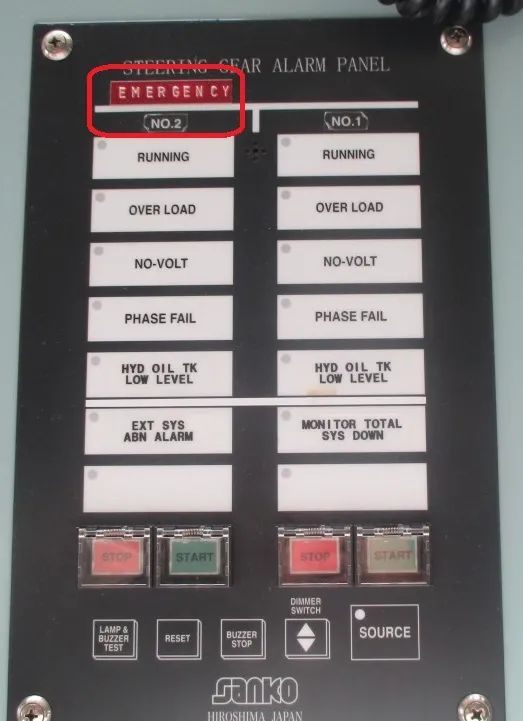 STEERING GEAR ALARM PANEL
EMERGENCY
NO.2
NO.1
RUNNING
RUNNING
OVER LOAD
OVER LOAD
NO-VOLT
NO-VOLT
PHASE FAIL
PHASE FAIL
HYD OIL TK
LOW LEVEL
HYD OIL TK
LOW LEVEL
EXT SYS
ABN ALARM
MONITOR TOTAL
SYS DOWN
STOP
START
STOP
START
LAMP &
BUZZER
TEST
RESET
BUZZER
STOP
DIMMER
SWITCH
SOURCE
SANKO
HIROSHIMA JAPAN